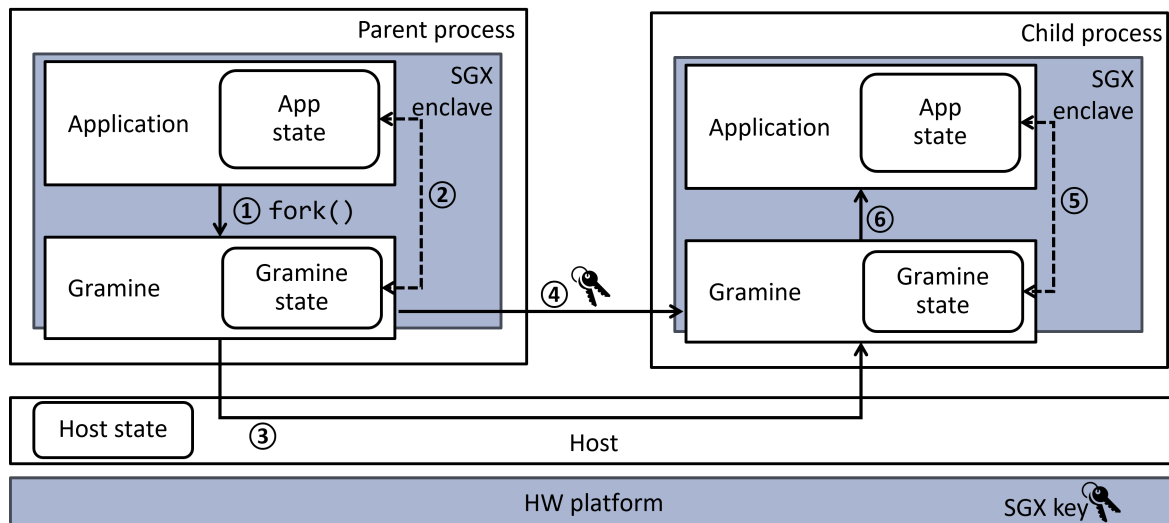 Parent process
SGX
enclave
Application
App
state
① fork()
②
Gramine
Gramine
state
④
Child process
SGX
enclave
Application
App
state
⑥
⑤
Gramine
Gramine
state
Host state
③
Host
HW platform
SGX key